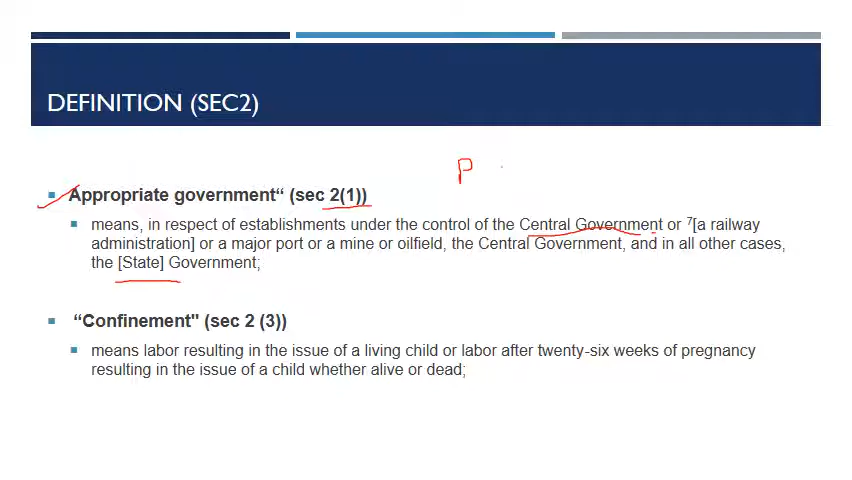 DEFINITION (SEC2)
P
Appropriate government“ (sec 2(1))
means, in respect of establishments under the control of the Central Government or 7[a railway
administration] or a major port or a mine or oilfield, the Central Government, and in all other cases,
the [State] Government;
“Confinement" (sec 2 (3))
means labor resulting in the issue of a living child or labor after twenty-six weeks of pregnancy
resulting in the issue of a child whether alive or dead;